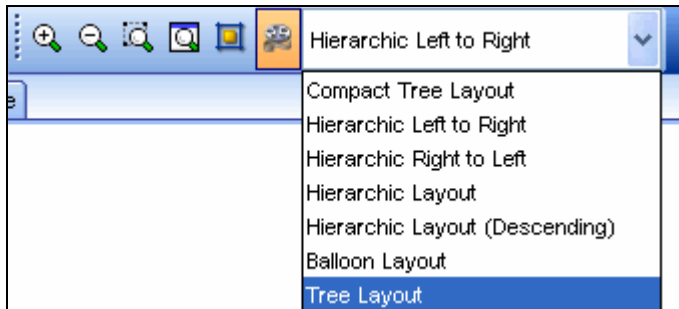 Hierarchic Left to Right
e
Compact Tree Layout
Hierarchic Left to Right
Hierarchic Right to Left
Hierarchic Layout
Hierarchic Layout (Descending)
Balloon Layout
Tree Layout